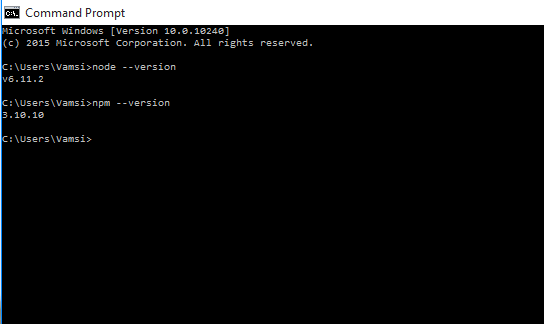 Command Prompt
Microsoft Windows [Version 10.0.10240]
(c) 2015 Microsoft Corporation. All rights reserved.
C:\Users\Vamsi>node --version
v6.11.2
C:\Users\Vamsi>npm --version
3.10.10
C:\Users\Vamsi>